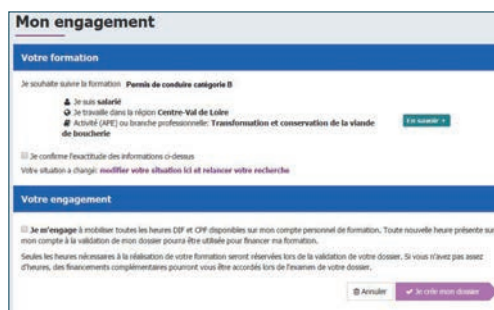 Mon engagement
Votre formation
Je souhaite suivre la formation Permis de conduire catégorie B
Je suis salarié
Je travaille dans la région Centre-Val de Loire
Activité (APE) ou branche professionnelle: Transformation et conservation de la viande
de boucherie
En savoir +
Je confirme l'exactitude des informations ci-dessus
Votre situation a changé: modifier votre situation ici et relancer votre recherche
Votre engagement
Je m'engage à mobiliser toutes les heures DIF et CPF disponibles sur mon compte personnel de formation. Toute nouvelle heure présente sur
mon compte à la validation de mon dossier pourra être utilisée pour financer ma formation.
Seules les heures nécessaires à la réalisation de votre formation seront réservées lors de la validation de votre dossier. Si vous n'avez pas assez
d'heures, des financements complémentaires pourront vous être accordés lors de l'examen de votre dossier.
Annuler
Je crée mon dossier